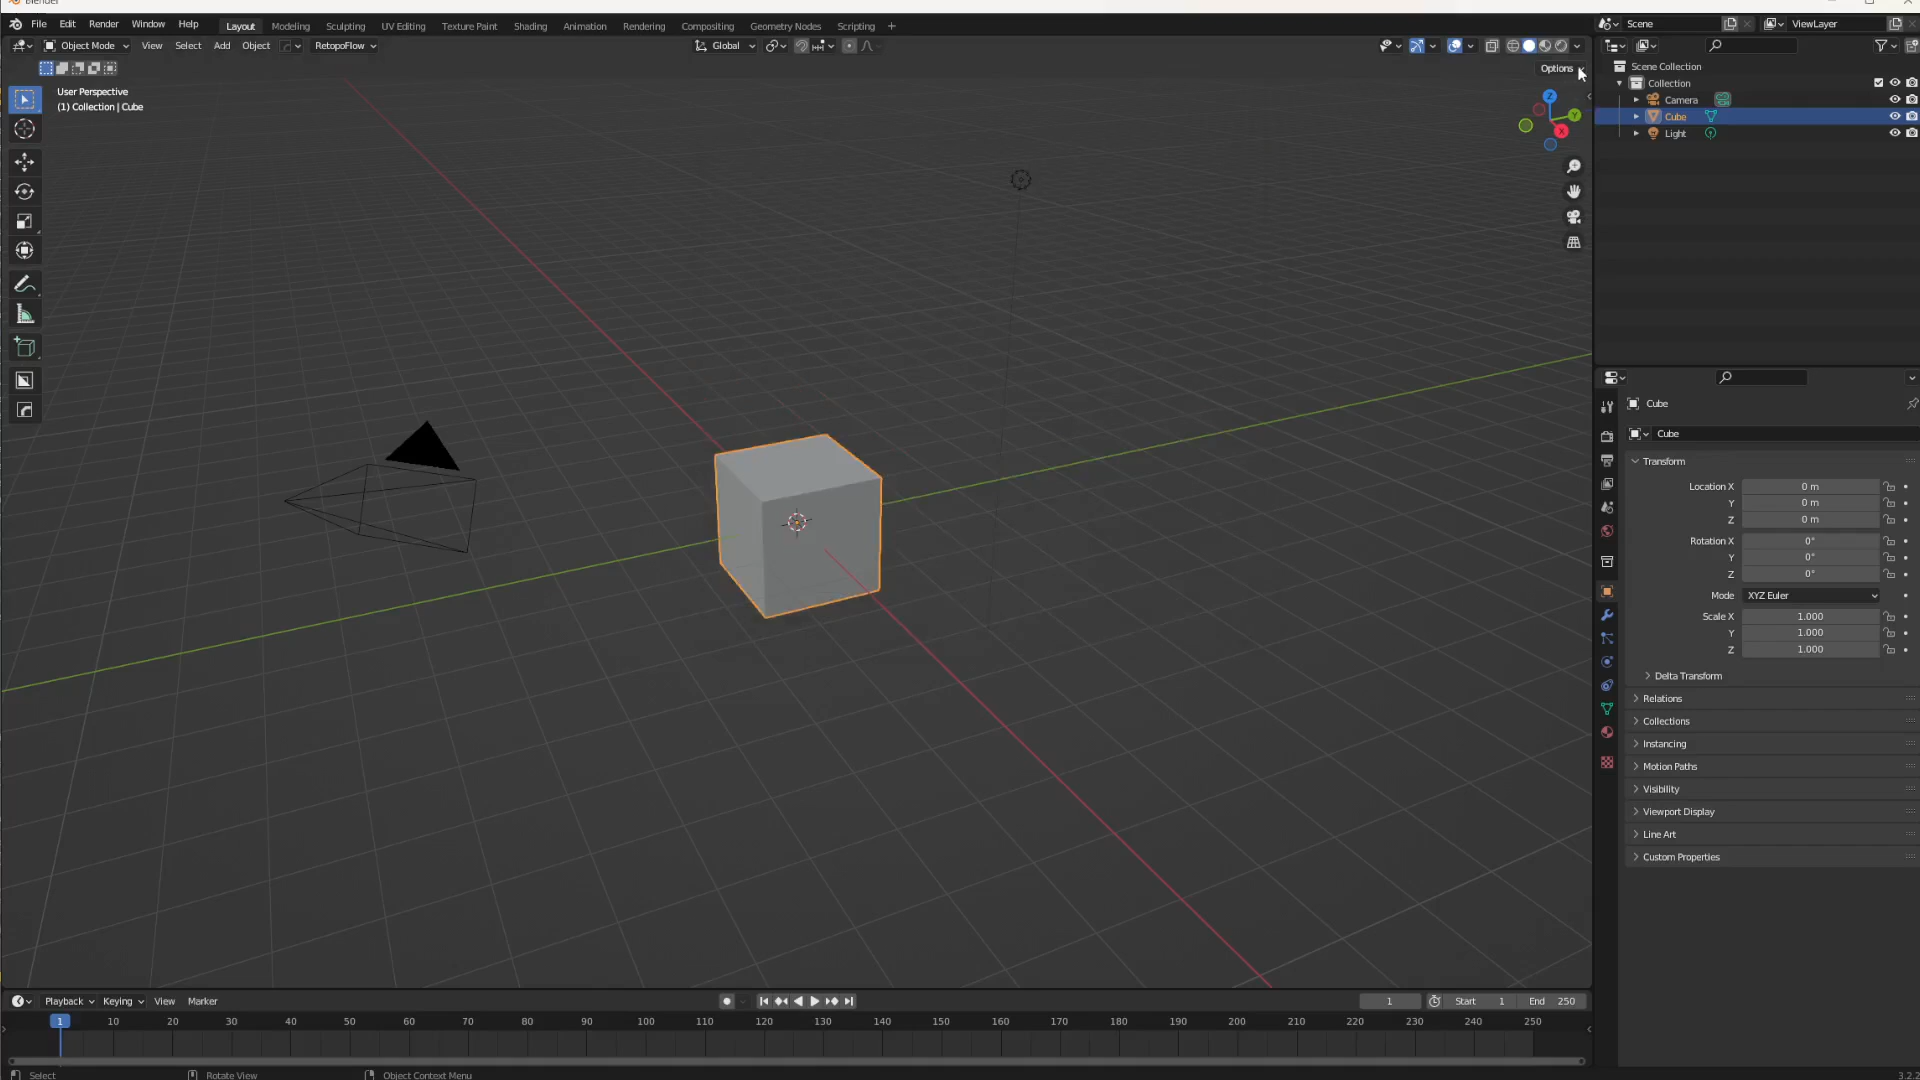 Blender
File Edit Render Window Help Layout Modeling Sculpting UV Editing Texture Paint Shading Animation Rendering Compositing Geometry Nodes Scripting + Scene ViewLayer
Object Mode View Select Add Object RetopoFlow Global
Options
User Perspective
(1) Collection | Cube
Z
Y
X
Scene Collection
Collection
Camera
Cube
Light
Cube
Cube
Transform
Location X 0 m
Y 0 m
Z 0 m
Rotation X 0°
Y 0°
Z 0°
Mode XYZ Euler
Scale X 1.000
Y 1.000
Z 1.000
Delta Transform
Relations
Collections
Instancing
Motion Paths
Visibility
Viewport Display
Line Art
Custom Properties
Playback Keying View Marker 1 Start 1 End 250
1 10 20 30 40 50 60 70 80 90 100 110 120 130 140 150 160 170 180 190 200 210 220 230 240 250
Select Rotate View Object Context Menu 3.2.2